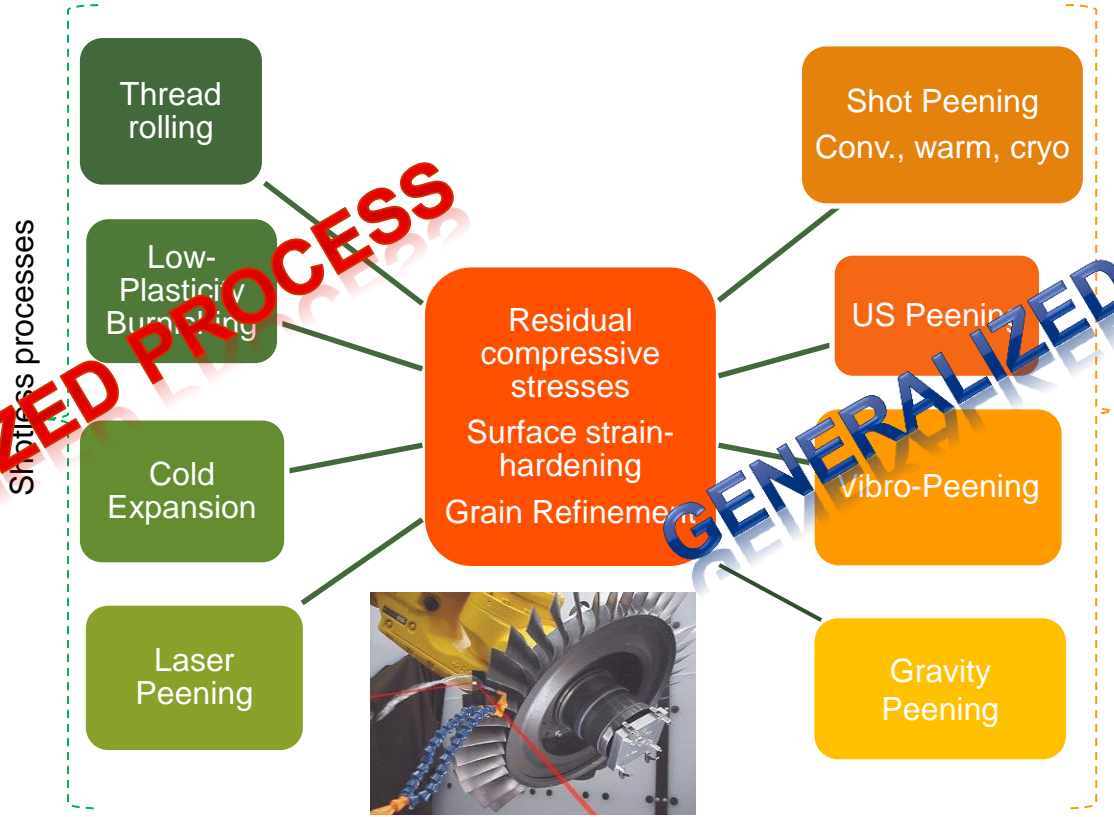 Shotless processes
Thread
rolling
Low-
Plasticity
Burnishing
Cold
Expansion
Laser
Peening
ZED PROCESS
Residual
compressive
stresses
Surface strain-
hardening
Grain Refinement
Shot Peening
Conv., warm, cryo
US Peening
Vibro-Peening
Gravity
Peening
GENERALIZED